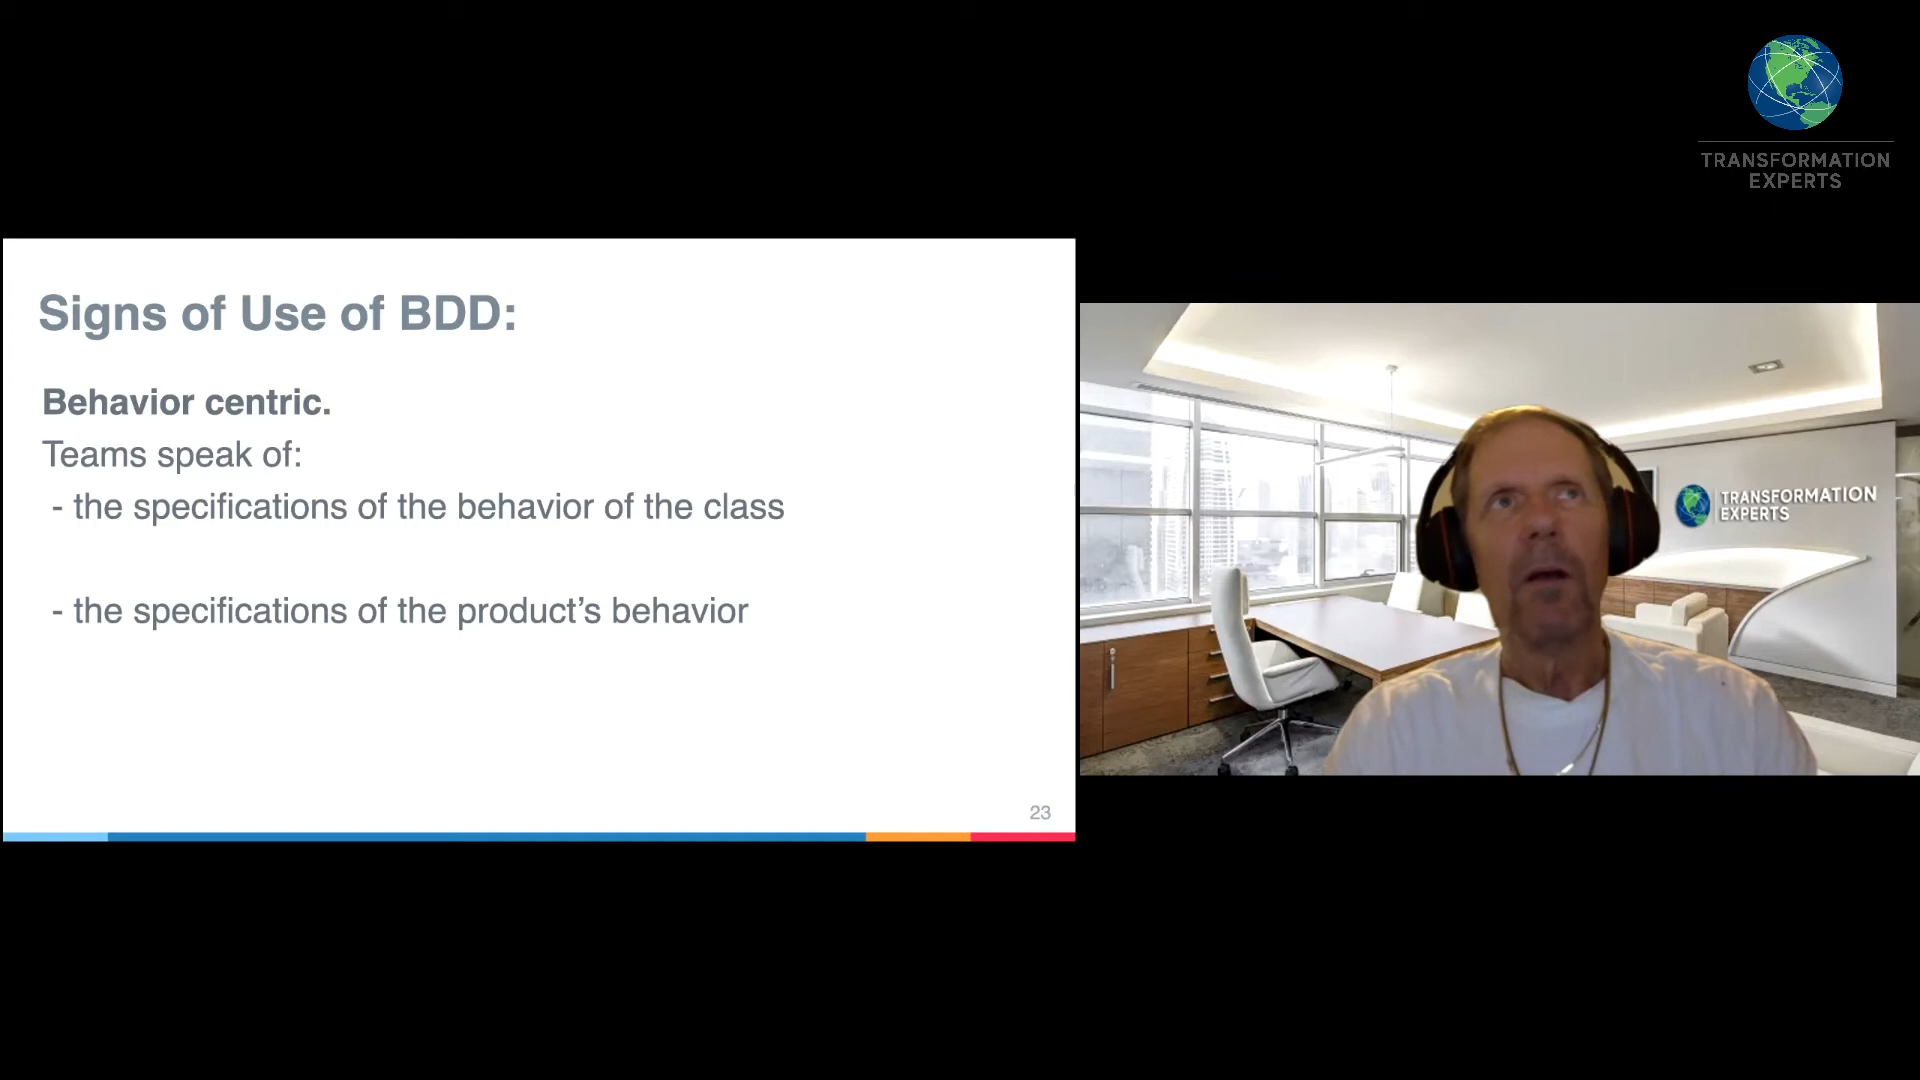 TRANSFORMATION
EXPERTS
Signs of Use of BDD:
Behavior centric.
Teams speak of:
- the specifications of the behavior of the class
- the specifications of the product’s behavior
23
TRANSFORMATION
EXPERTS